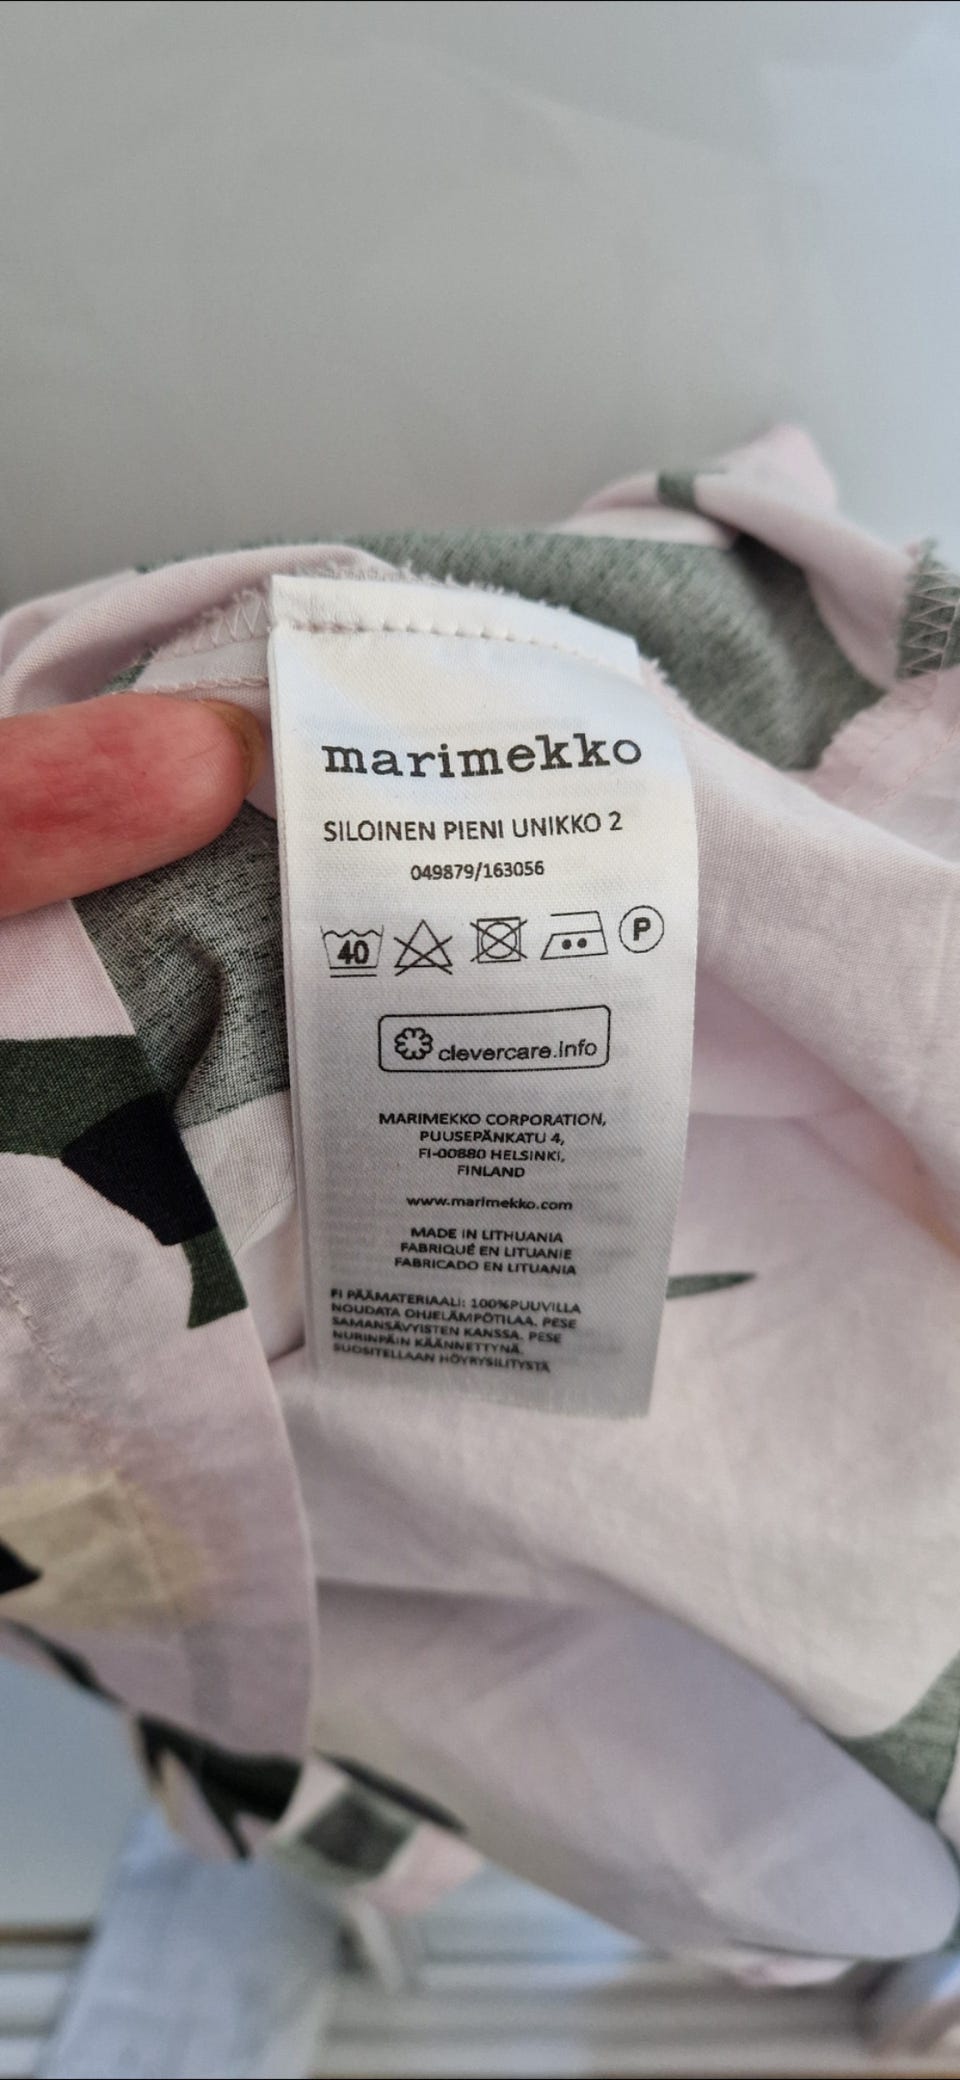 marimekko
SILOINEN PIENI UNIKKO 2
049879/163056
40 P
clevercare.info
MARIMEKKO CORPORATION,
PUUSEPÄNKATU 4,
FI-00880 HELSINKI,
FINLAND
www.marimekko.com
MADE IN LITHUANIA
FABRIQUÉ EN LITUANIE
FABRICADO EN LITUANIA
FI PÄÄMATERIAALI: 100%PUUVILLA
NOUDATA OHJELÄMPÖTILAA. PESE
SAMANSÄVYISTEN KANSSA. PESE
NURINPÄIN KÄÄNNETTYNÄ.
SUOSITELLAAN HÖYRYSILITYSTÄ